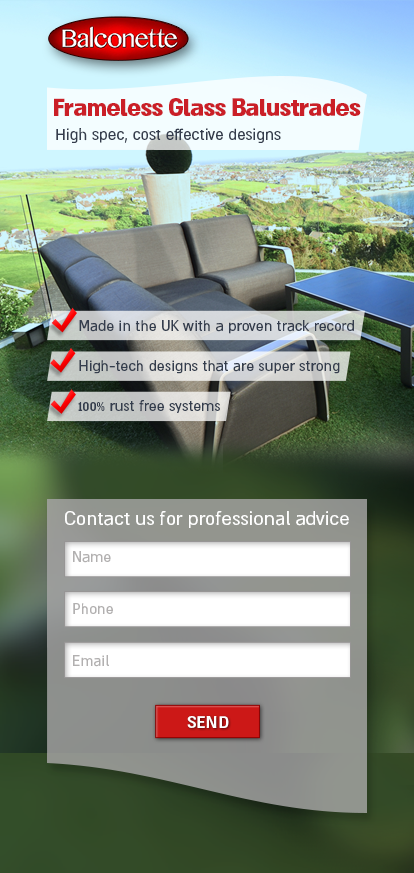 Balconette
Frameless Glass Balustrades
High spec, cost effective designs
Made in the UK with a proven track record
High-tech designs that are super strong
100% rust free systems
Contact us for professional advice
Name
Phone
Email
SEND